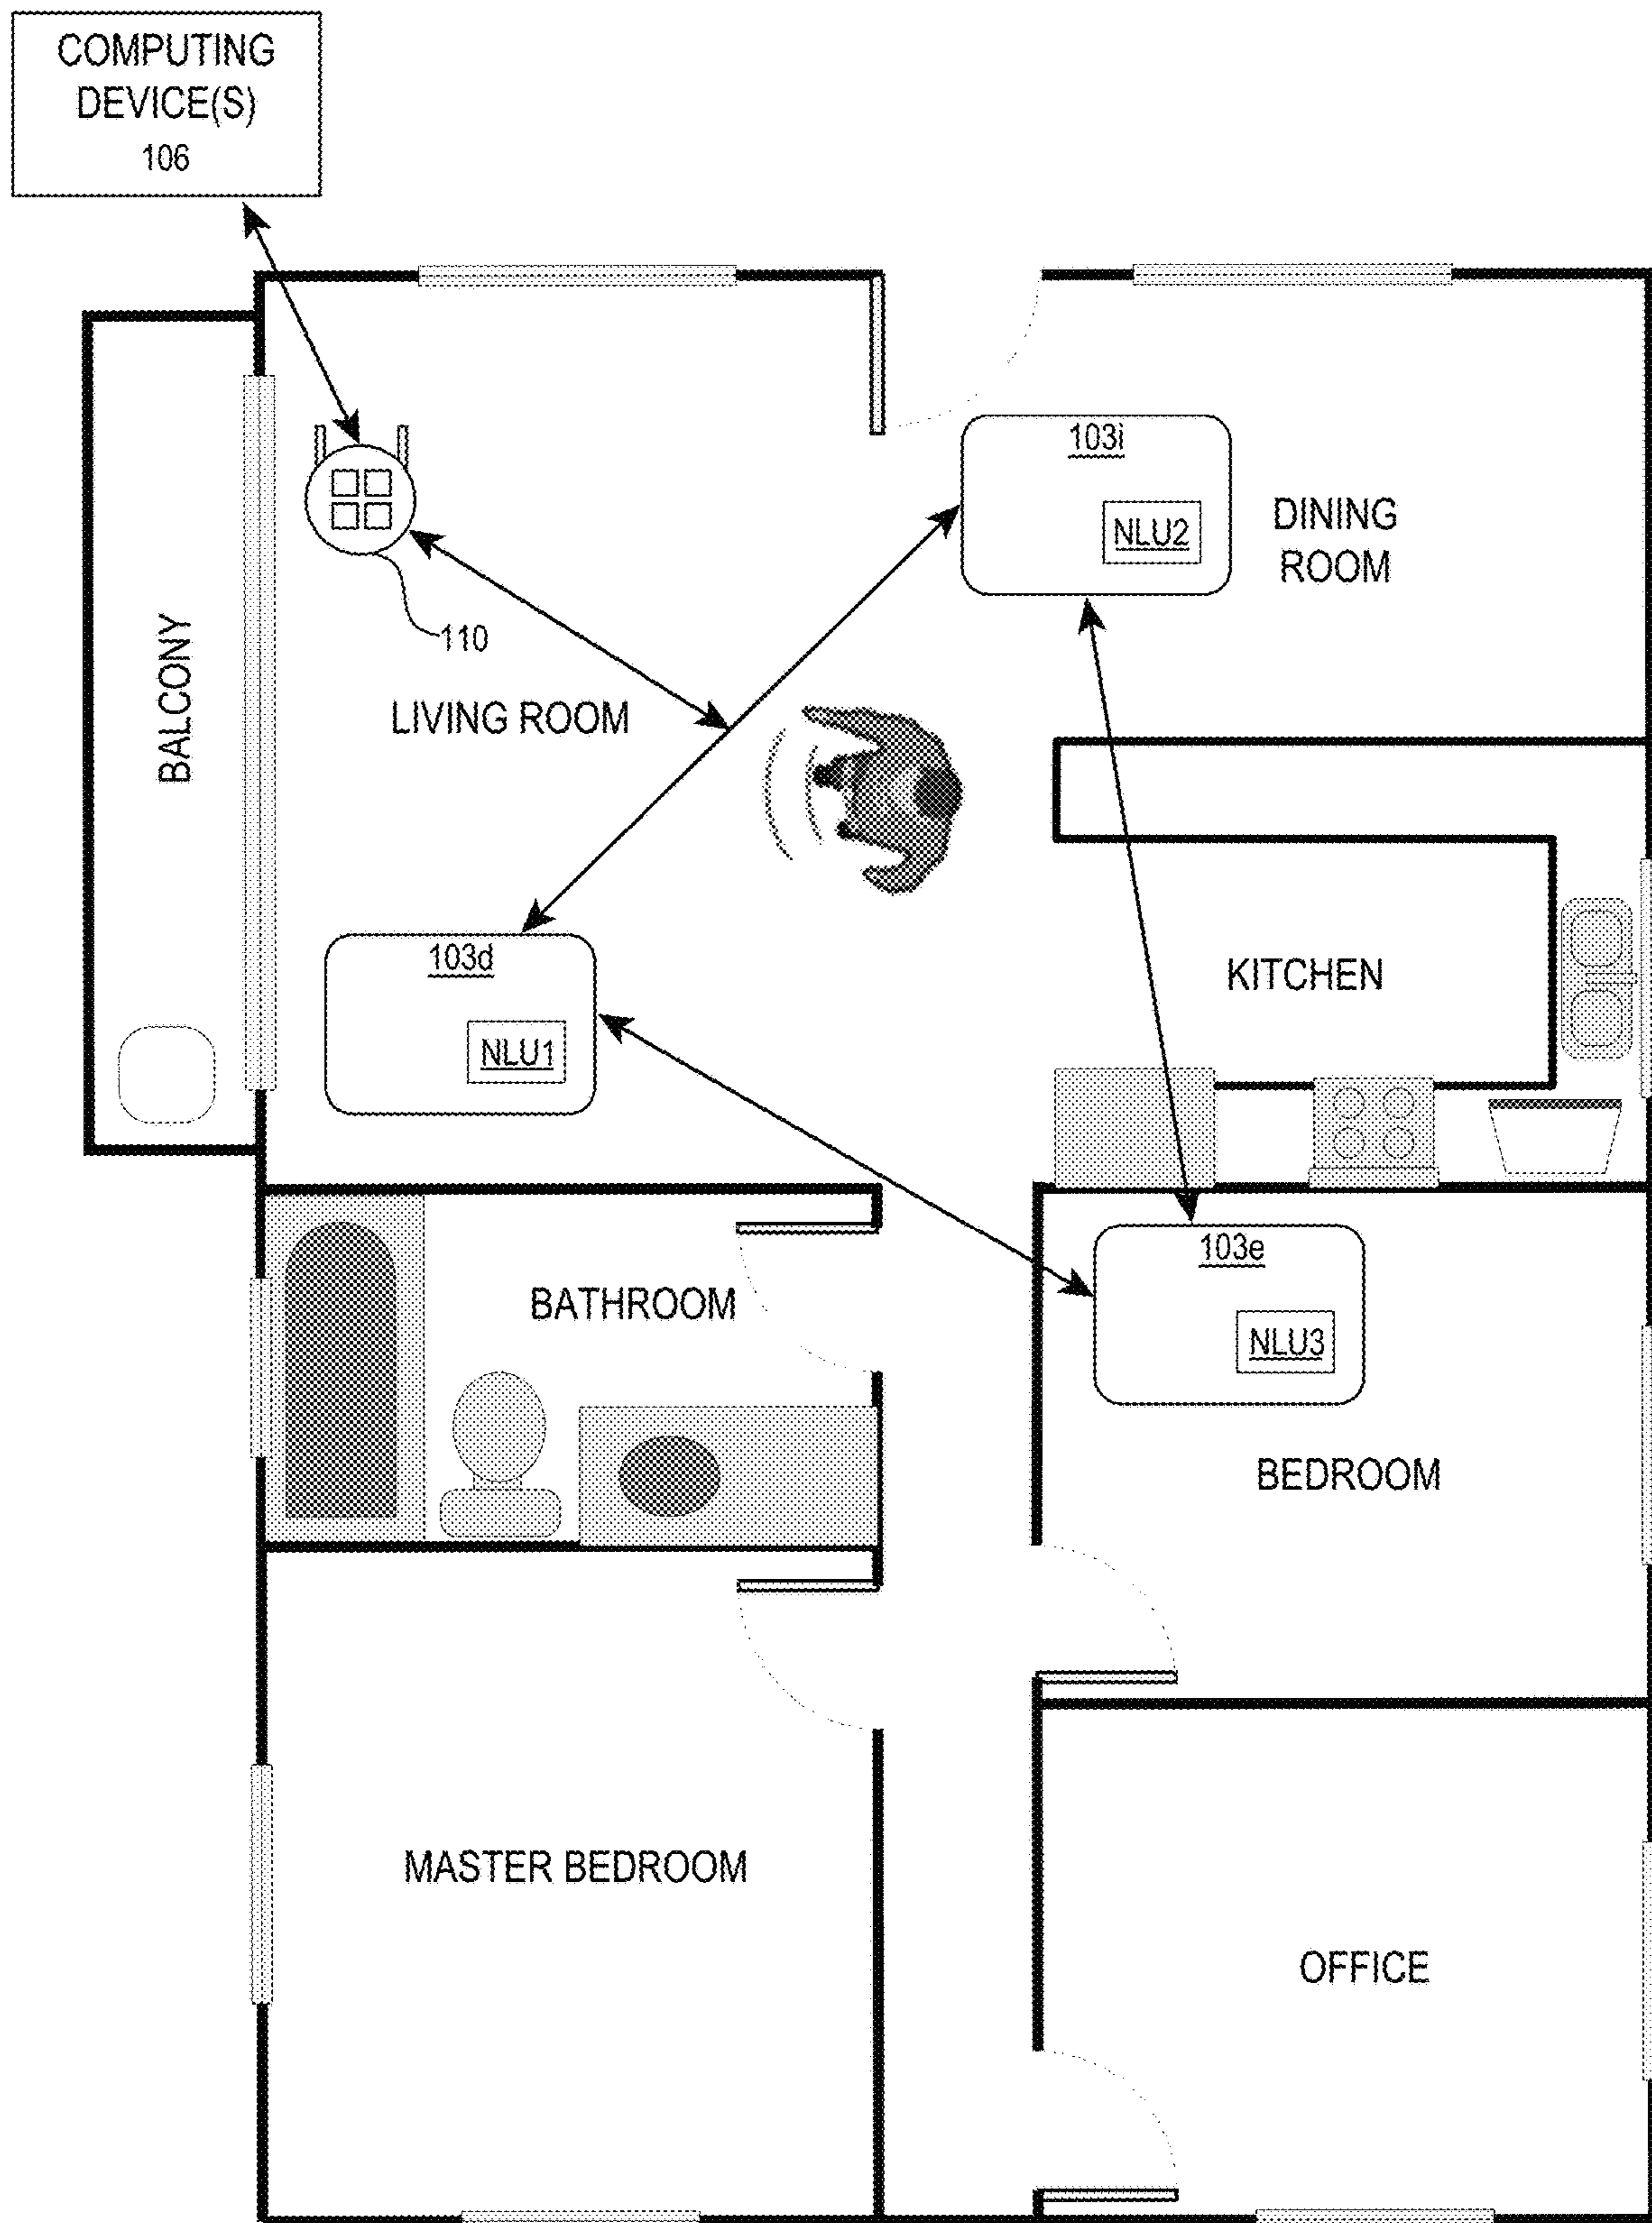 COMPUTING
DEVICE(S)
106
103i
NLU2
DINING
ROOM
110
BALCONY
LIVING ROOM
103d
NLU1
KITCHEN
103e
NLU3
BATHROOM
BEDROOM
MASTER BEDROOM
OFFICE